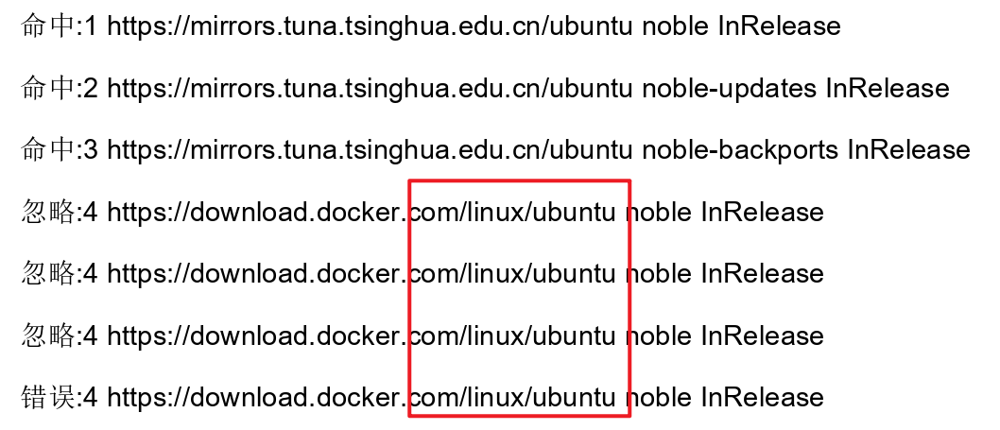 命中:1 https://mirrors.tuna.tsinghua.edu.cn/ubuntu noble InRelease
命中:2 https://mirrors.tuna.tsinghua.edu.cn/ubuntu noble-updates InRelease
命中:3 https://mirrors.tuna.tsinghua.edu.cn/ubuntu noble-backports InRelease
忽略:4 https://download.docker.com/linux/ubuntu noble InRelease
忽略:4 https://download.docker.com/linux/ubuntu noble InRelease
忽略:4 https://download.docker.com/linux/ubuntu noble InRelease
错误:4 https://download.docker.com/linux/ubuntu noble InRelease